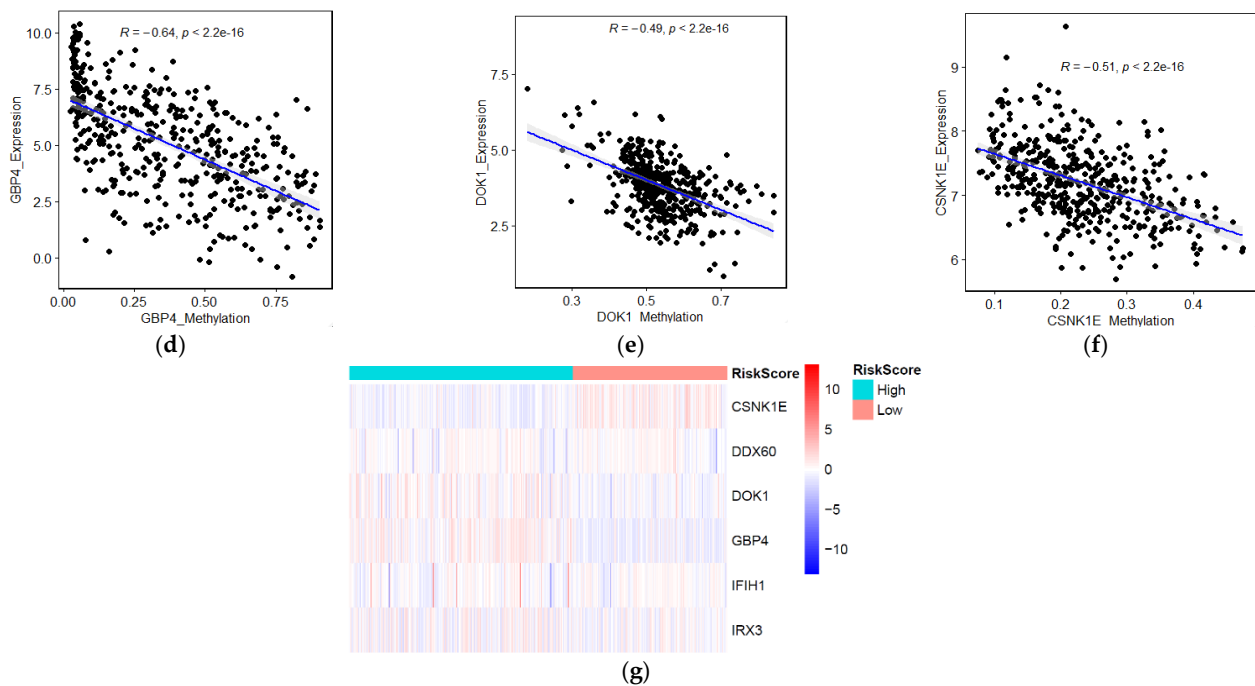 R = −0.64, p < 2.2e-16
10.0
7.5
5.0
2.5
0.0
GBP4_Expression
0.00
0.25
0.50
0.75
GBP4_Methylation
(d)
R = −0.49, p < 2.2e-16
7.5
5.0
2.5
DOK1_Expression
0.3
0.5
0.7
DOK1_Methylation
(e)
R = −0.51, p < 2.2e-16
9
8
7
6
CSNK1E_Expression
0.1
0.2
0.3
0.4
CSNK1E_Methylation
(f)
RiskScore
CSNK1E
DDX60
DOK1
GBP4
IFIH1
IRX3
10
5
0
−5
−10
RiskScore
High
Low
(g)